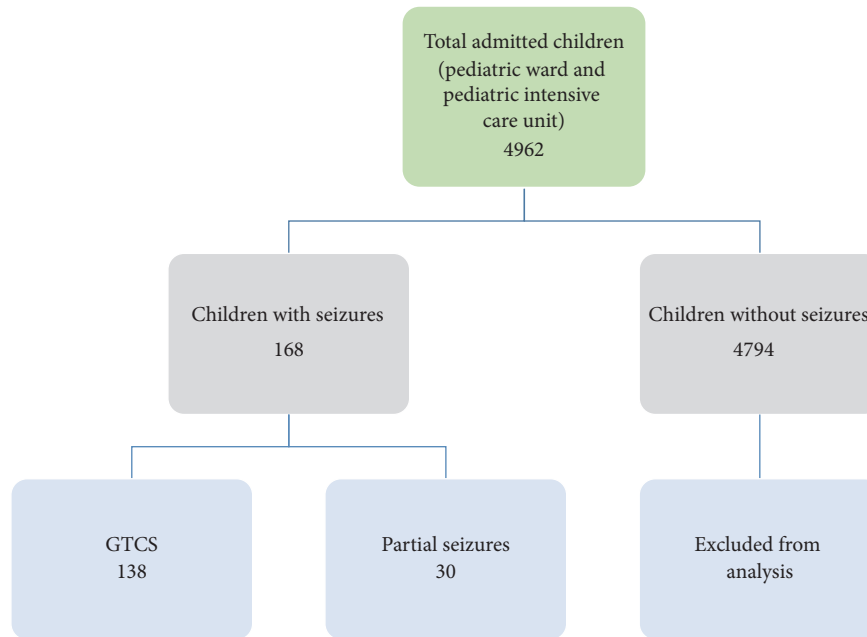 Total admitted children
(pediatric ward and
pediatric intensive
care unit)
4962
Children with seizures
168
Children without seizures
4794
GTCS
138
Partial seizures
30
Excluded from
analysis